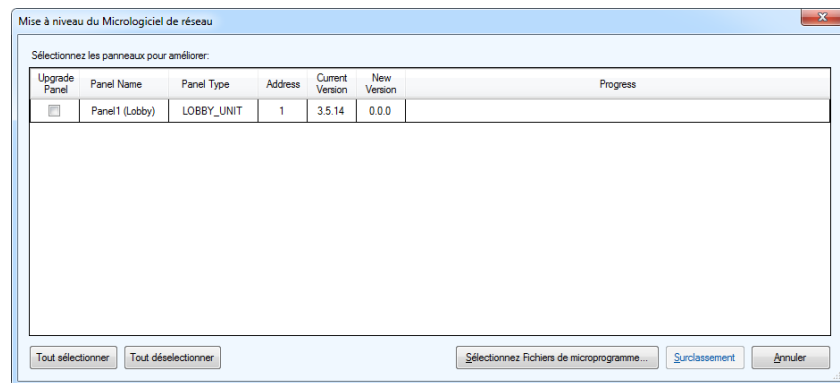 Mise à niveau du Micrologiciel de réseau
Sélectionnez les panneaux pour améliorer:
Upgrade Panel Panel Name Panel Type Address Current Version New Version Progress
Panel1 (Lobby) LOBBY_UNIT 1 3.5.14 0.0.0
Tout sélectionner Tout déselectionner Sélectionnez Fichiers de microprogramme... Surclassement Annuler